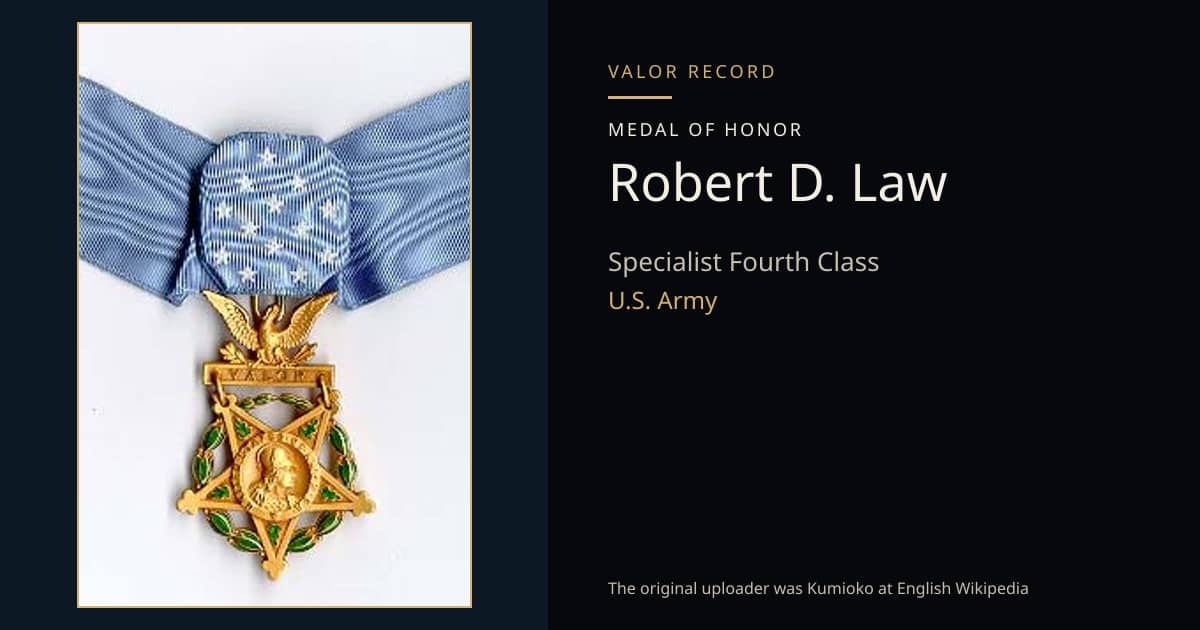 VALOR
VALOR RECORD
MEDAL OF HONOR
Robert D. Law
Specialist Fourth Class
U.S. Army
The original uploader was Kumioko at English Wikipedia